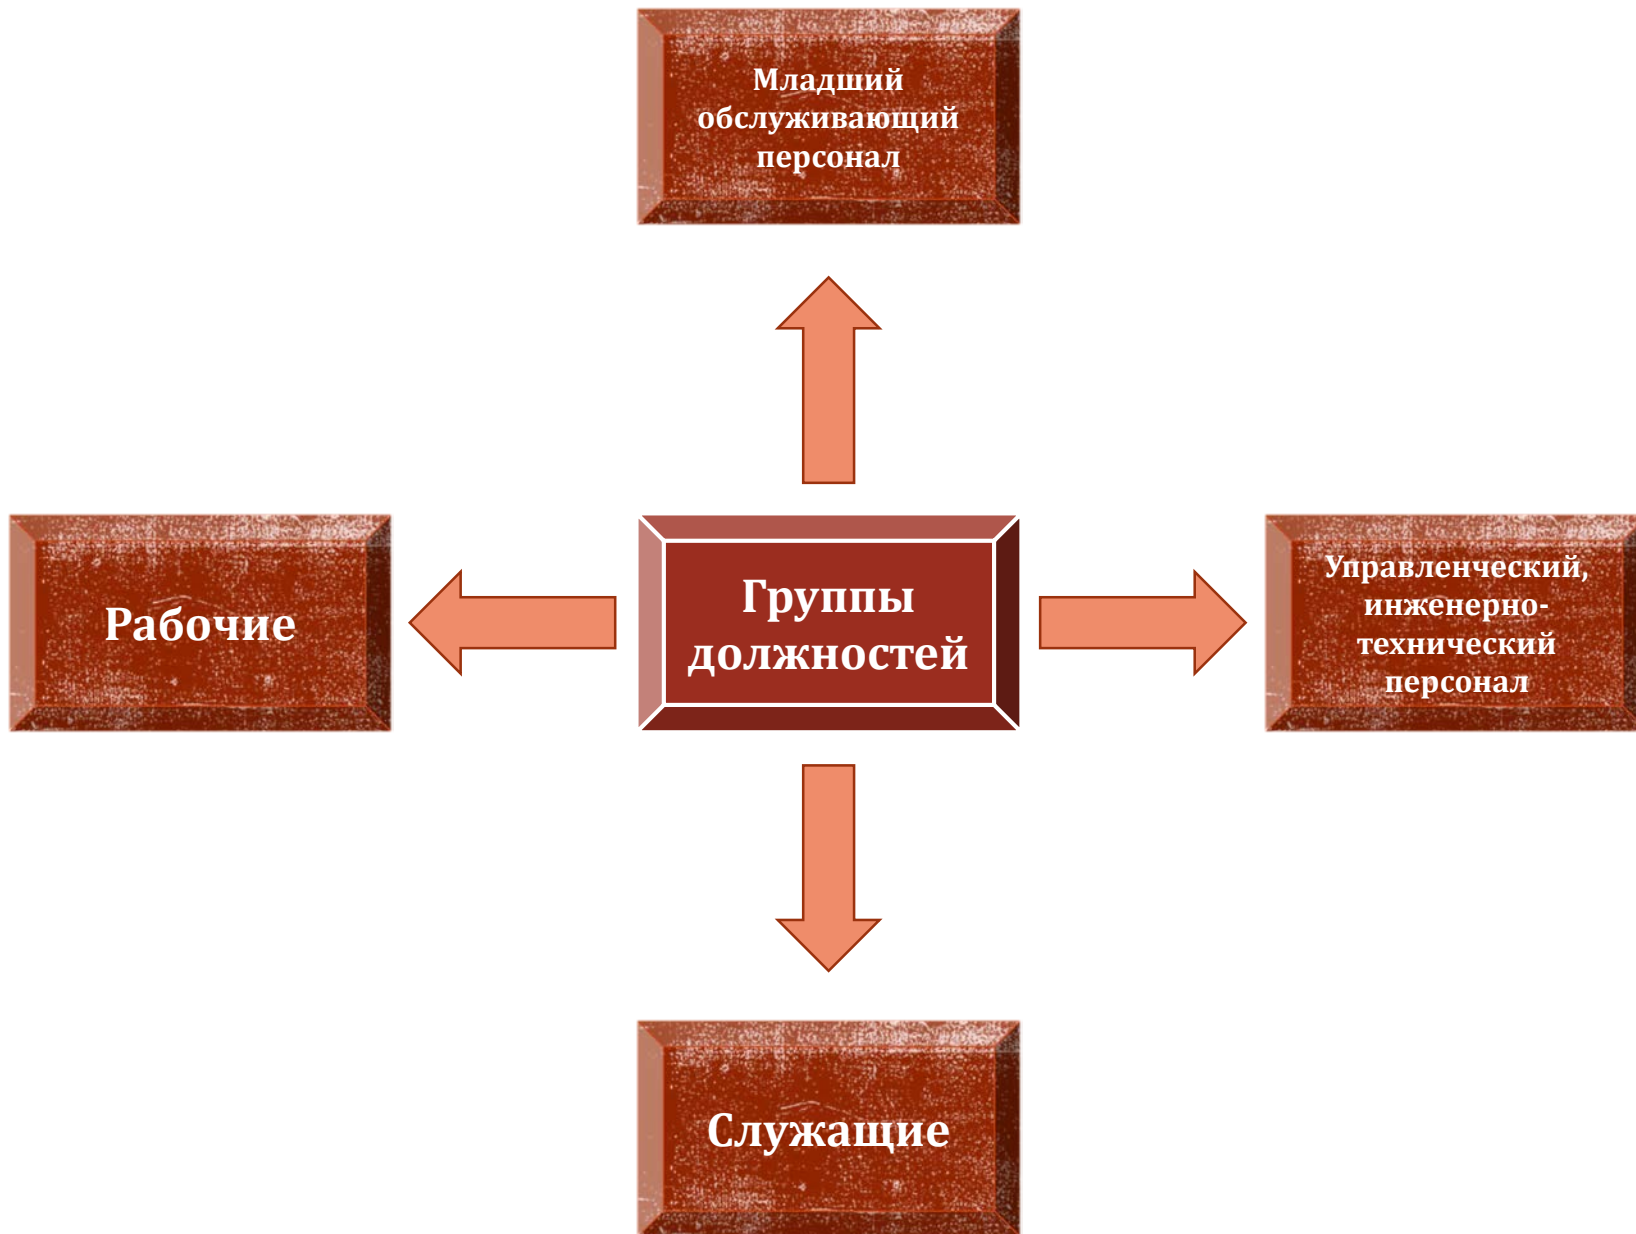 Младший
обслуживающий
персонал
Рабочие
Группы
должностей
Управленческий,
инженерно-
технический
персонал
Служащие